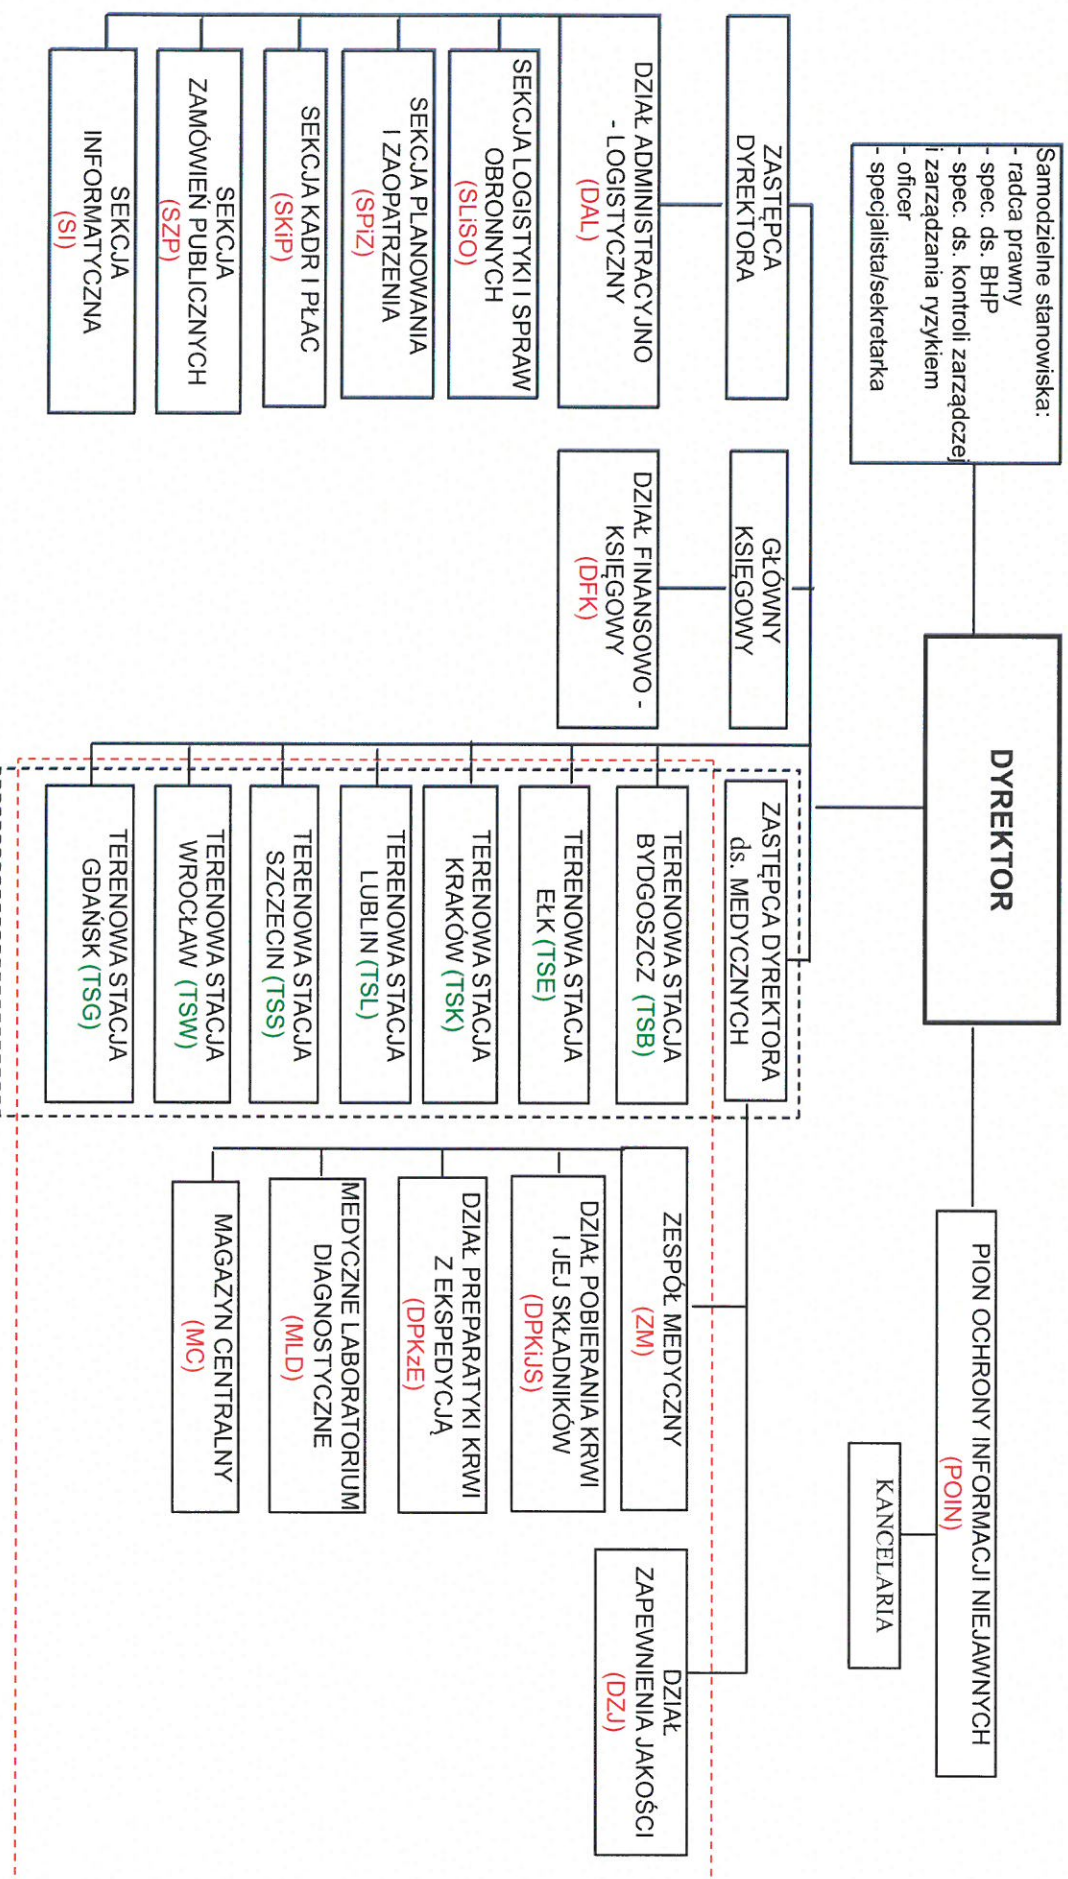 DYREKTOR
Samodzielne stanowiska:
- radca prawny
- spec. ds. BHP
- spec. ds. kontroli zarządczej
i zarządzania ryzykiem
- oficer
- specjalista/sekretarka
PION OCHRONY INFORMACJI NIEJAWNYCH
(POIN)
KANCELARIA
ZASTĘPCA
DYREKTORA
GŁÓWNY
KSIĘGOWY
ZASTĘPCA DYREKTORA
ds. MEDYCZNYCH
DZIAŁ ADMINISTRACYJNO
- LOGISTYCZNY
(DAL)
SEKCJA LOGISTYKI I SPRAW
OBRONNYCH
(SLiSO)
SEKCJA PLANOWANIA
I ZAOPATRZENIA
(SPiZ)
SEKCJA KADR I PŁAC
(SKiP)
SEKCJA
ZAMÓWIEŃ PUBLICZNYCH
(SZP)
SEKCJA
INFORMATYCZNA
(SI)
DZIAŁ FINANSOWO -
KSIĘGOWY
(DFK)
TERENOWA STACJA
BYDGOSZCZ (TSB)
TERENOWA STACJA
EŁK (TSE)
TERENOWA STACJA
KRAKÓW (TSK)
TERENOWA STACJA
LUBLIN (TSL)
TERENOWA STACJA
SZCZECIN (TSS)
TERENOWA STACJA
WROCŁAW (TSW)
TERENOWA STACJA
GDAŃSK (TSG)
ZESPÓŁ MEDYCZNY
(ZM)
DZIAŁ POBIERANIA KRWI
I JEJ SKŁADNIKÓW
(DPKiJS)
DZIAŁ PREPARATYKI KRWI
Z EKSPEDYCJĄ
(DPKzE)
MEDYCZNE LABORATORIUM
DIAGNOSTYCZNE
(MLD)
MAGAZYN CENTRALNY
(MC)
DZIAŁ
ZAPEWNIENIA JAKOŚCI
(DZJ)